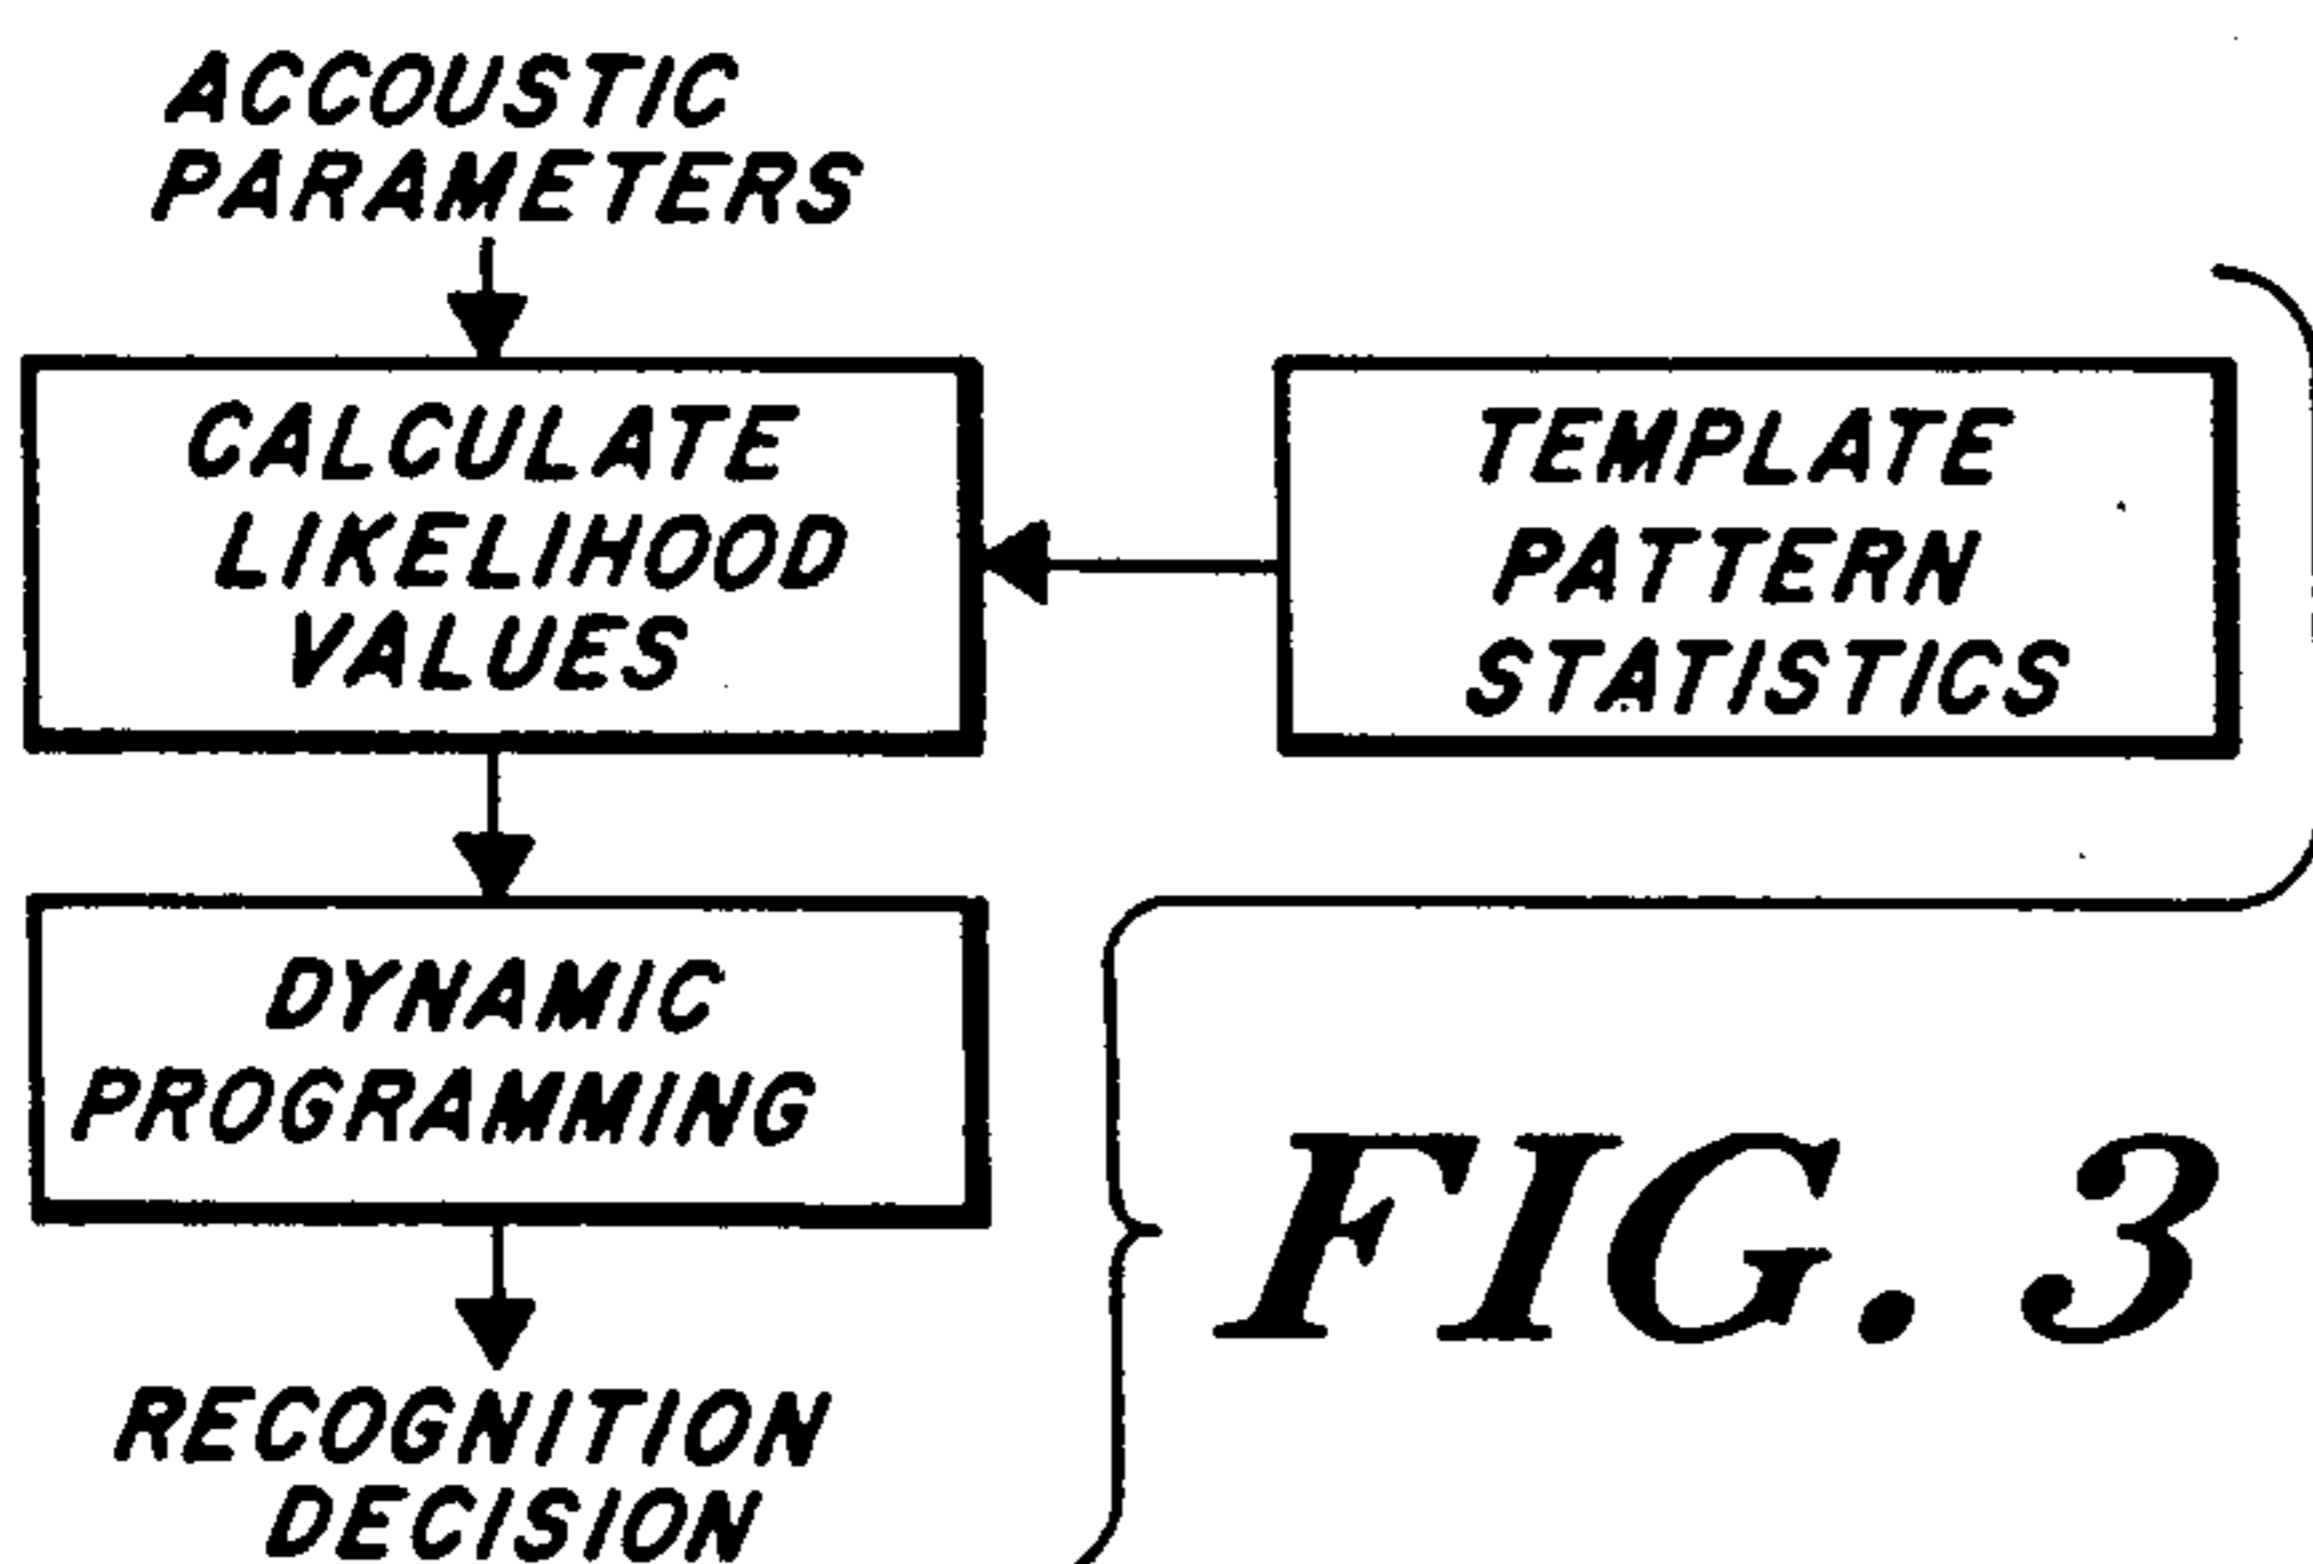 ACCOUSTIC
PARAMETERS
CALCULATE
LIKELIHOOD
VALUES
TEMPLATE
PATTERN
STATISTICS
DYNAMIC
PROGRAMMING
RECOGNITION
DECISION
FIG. 3